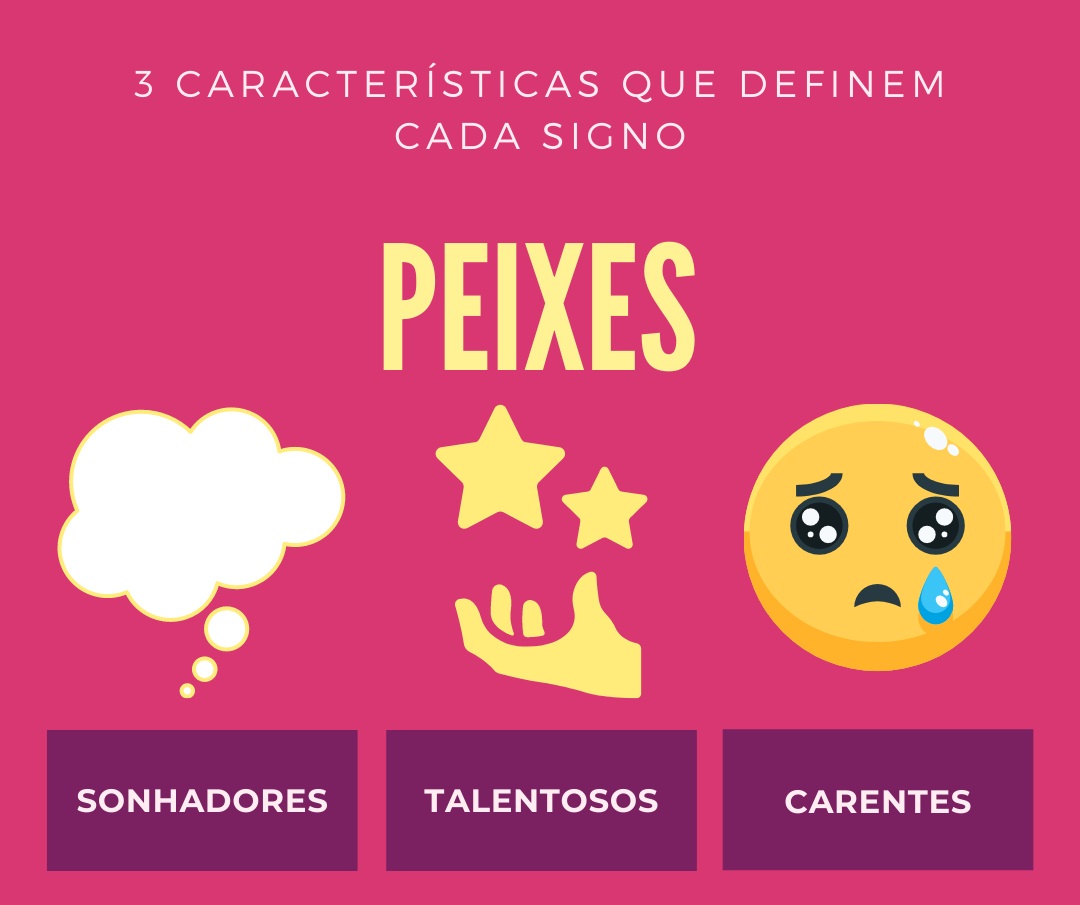 3 CARACTERÍSTICAS QUE DEFINEM
CADA SIGNO
PEIXES
SONHADORES
TALENTOSOS
CARENTES